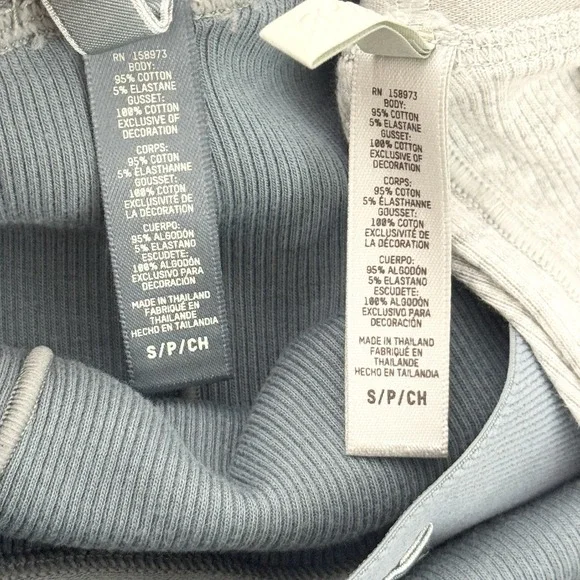 RN 158973
BODY:
95% COTTON
5% ELASTANE
GUSSET:
100% COTTON
EXCLUSIVE OF
DECORATION
CORPS:
95% COTON
5% ÉLASTHANNE
GOUSSET:
100% COTON
EXCLUSIVITÉ DE
LA DÉCORATION
CUERPO:
95% ALGODÓN
5% ELASTANO
ESCUDETE:
100% ALGODÓN
EXCLUSIVO PARA
DECORACIÓN
MADE IN THAILAND
FABRIQUÉ EN
THAILANDE
HECHO EN TAILANDIA
S/P/CH
RN 158973
BODY:
95% COTTON
5% ELASTANE
GUSSET:
100% COTTON
EXCLUSIVE OF
DECORATION
CORPS:
95% COTON
5% ÉLASTHANNE
GOUSSET:
100% COTON
EXCLUSIVITÉ DE
LA DÉCORATION
CUERPO:
95% ALGODÓN
5% ELASTANO
ESCUDETE:
100% ALGODÓN
EXCLUSIVO PARA
DECORACIÓN
MADE IN THAILAND
FABRIQUÉ EN
THAILANDE
HECHO EN TAILANDIA
S/P/CH